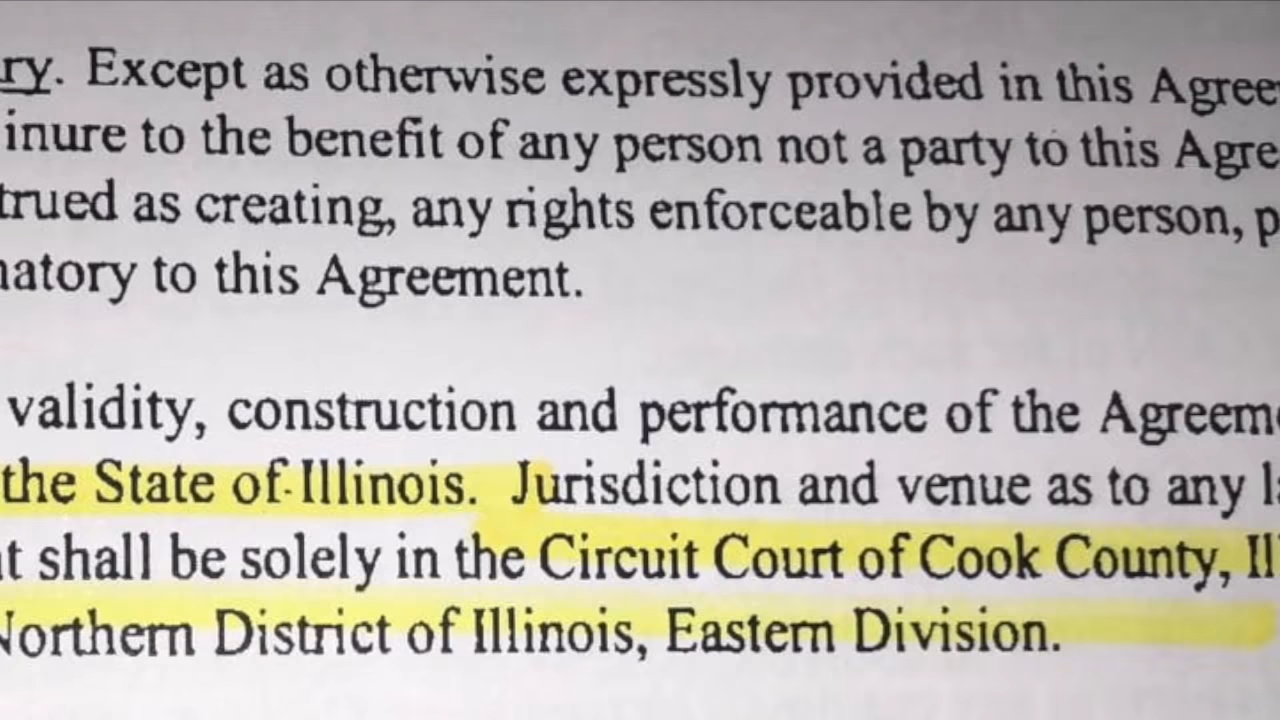 ry. Except as otherwise expressly provided in this Agree
inure to the benefit of any person not a party to this Agre
trued as creating, any rights enforceable by any person, p
natory to this Agreement.
validity, construction and performance of the Agreem
the State of Illinois. Jurisdiction and venue as to any l
t shall be solely in the Circuit Court of Cook County, Il
Northern District of Illinois, Eastern Division.